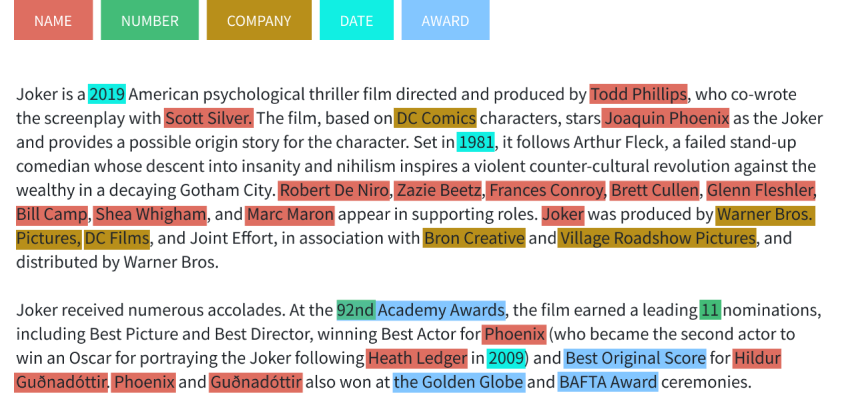 NAME NUMBER COMPANY DATE AWARD
Joker is a 2019 American psychological thriller film directed and produced by Todd Phillips, who co-wrote
the screenplay with Scott Silver. The film, based on DC Comics characters, stars Joaquin Phoenix as the Joker
and provides a possible origin story for the character. Set in 1981, it follows Arthur Fleck, a failed stand-up
comedian whose descent into insanity and nihilism inspires a violent counter-cultural revolution against the
wealthy in a decaying Gotham City. Robert De Niro, Zazie Beetz, Frances Conroy, Brett Cullen, Glenn Fleshler,
Bill Camp, Shea Whigham, and Marc Maron appear in supporting roles. Joker was produced by Warner Bros.
Pictures, DC Films, and Joint Effort, in association with Bron Creative and Village Roadshow Pictures, and
distributed by Warner Bros.
Joker received numerous accolades. At the 92nd Academy Awards, the film earned a leading 11 nominations,
including Best Picture and Best Director, winning Best Actor for Phoenix (who became the second actor to
win an Oscar for portraying the Joker following Heath Ledger in 2009) and Best Original Score for Hildur
Guðnadóttir. Phoenix and Guðnadóttir also won at the Golden Globe and BAFTA Award ceremonies.